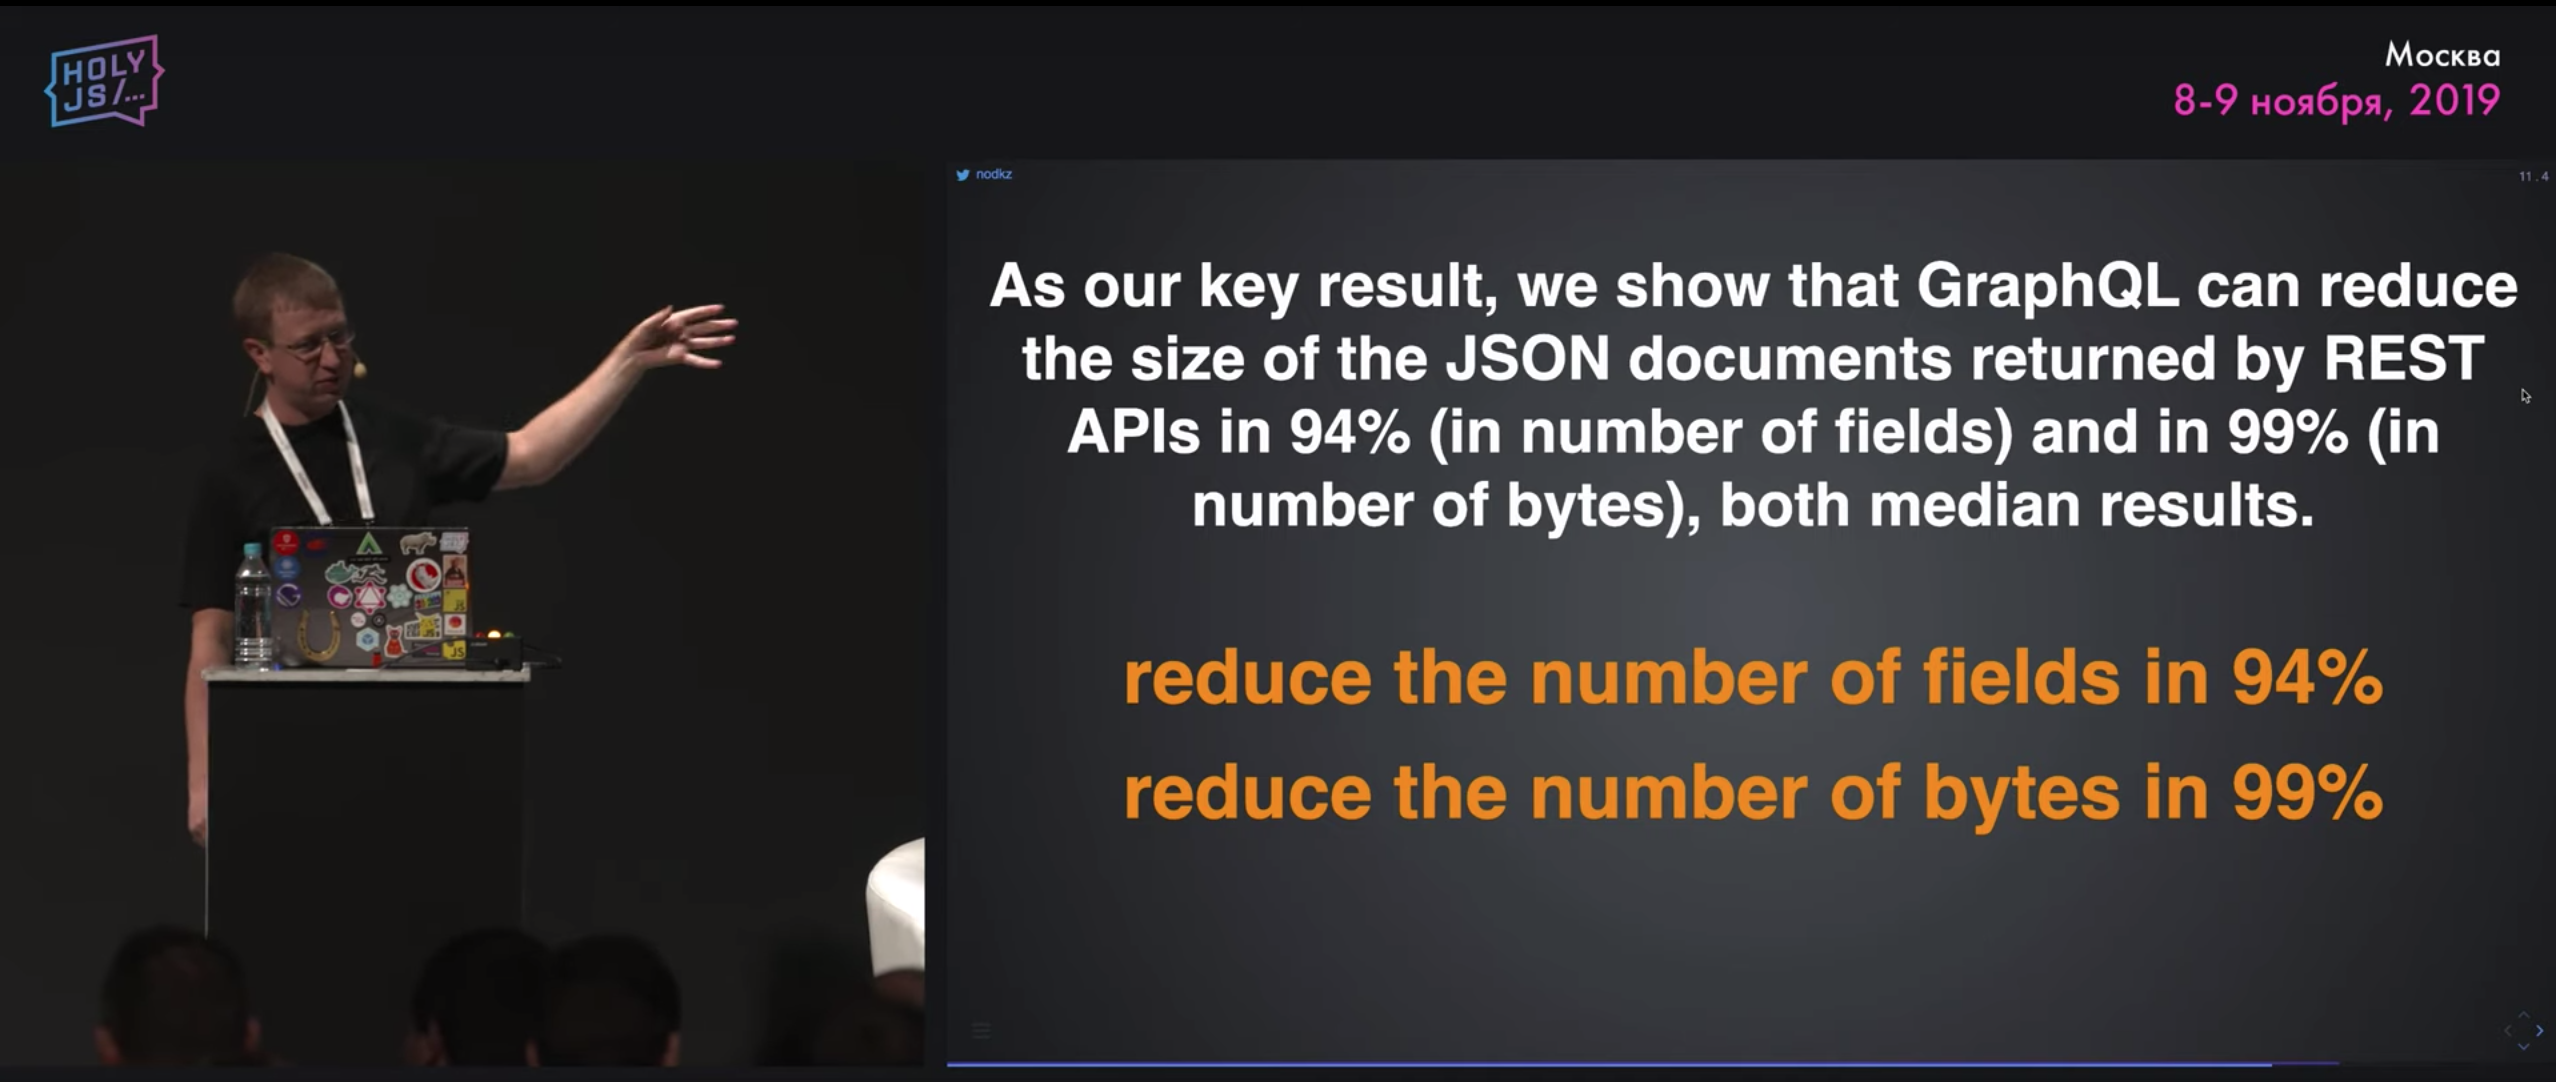 HOLY
JS/...
Москва
8-9 ноября, 2019
nodkz
11.4
As our key result, we show that GraphQL can reduce
the size of the JSON documents returned by REST
APIs in 94% (in number of fields) and in 99% (in
number of bytes), both median results.
reduce the number of fields in 94%
reduce the number of bytes in 99%
JS
JS